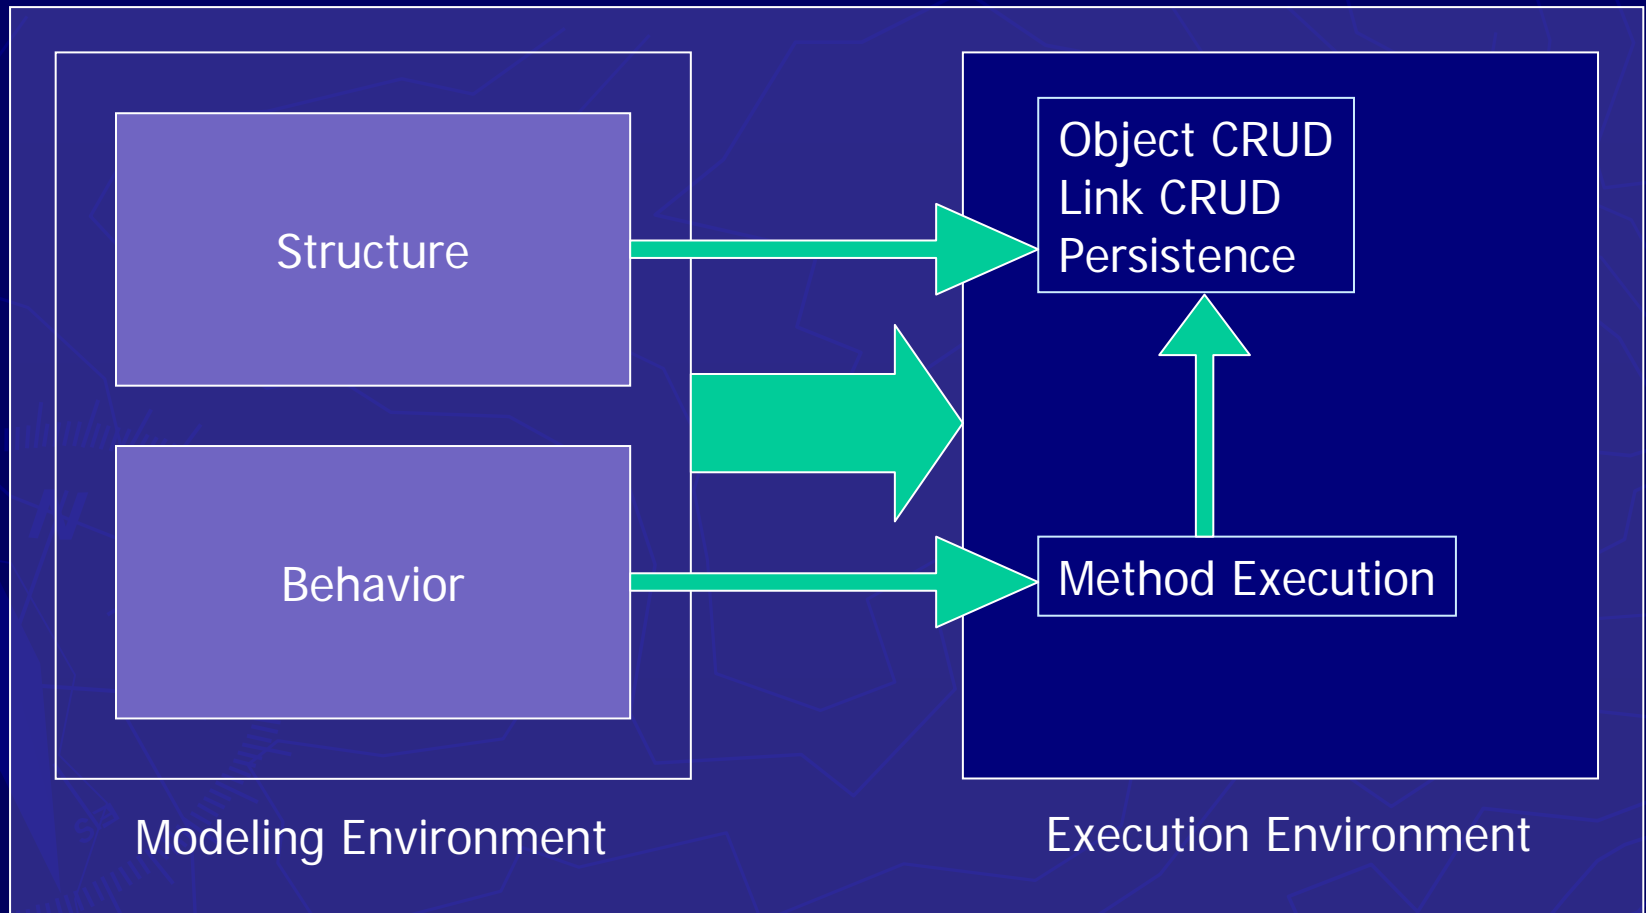 Structure
Behavior
Modeling Environment
Object CRUD
Link CRUD
Persistence
Method Execution
Execution Environment